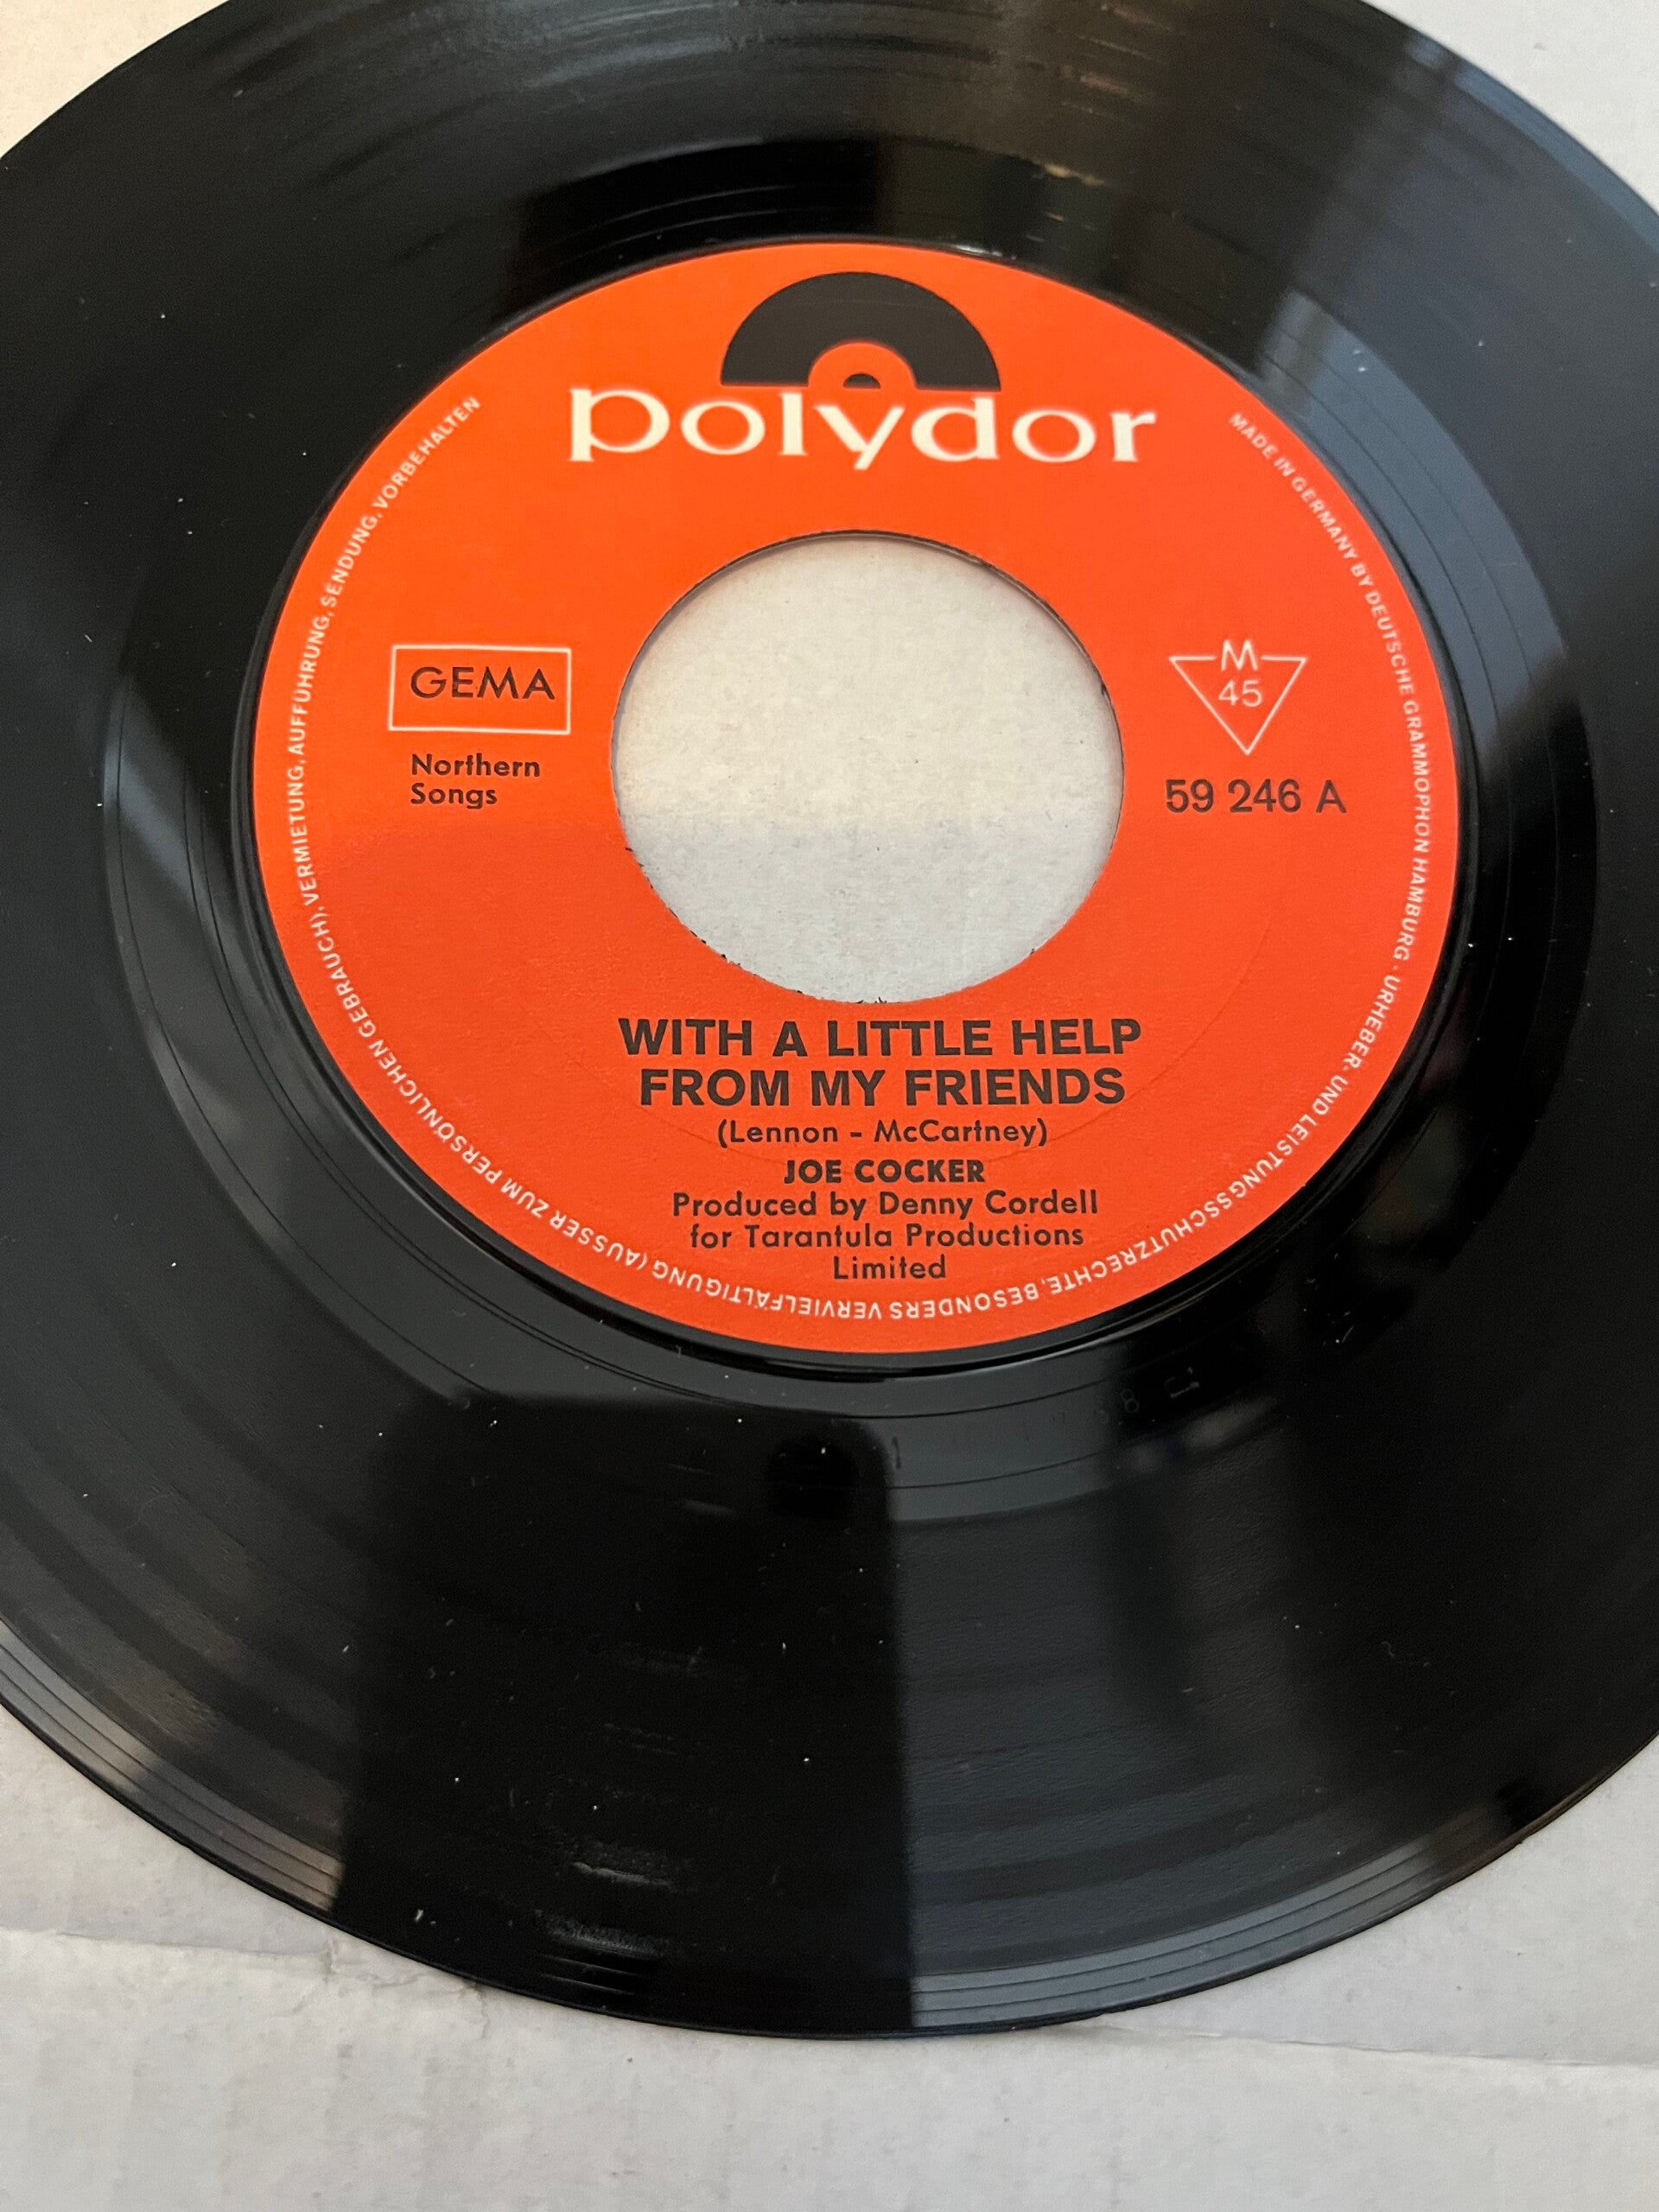 polydor
MADE IN GERMANY BY DEUTSCHE GRAMMOPHON HAMBURG · URHEBER- UND LEISTUNGSSCHUTZRECHTE, BESONDERS VERVIELFÄLTIGUNG (AUSSER ZUM PERSÖNLICHEN GEBRAUCH), VERMIETUNG, AUFFÜHRUNG, SENDUNG, VORBEHALTEN
GEMA
Northern
Songs
M
45
59 246 A
WITH A LITTLE HELP
FROM MY FRIENDS
(Lennon - McCartney)
JOE COCKER
Produced by Denny Cordell
for Tarantula Productions
Limited